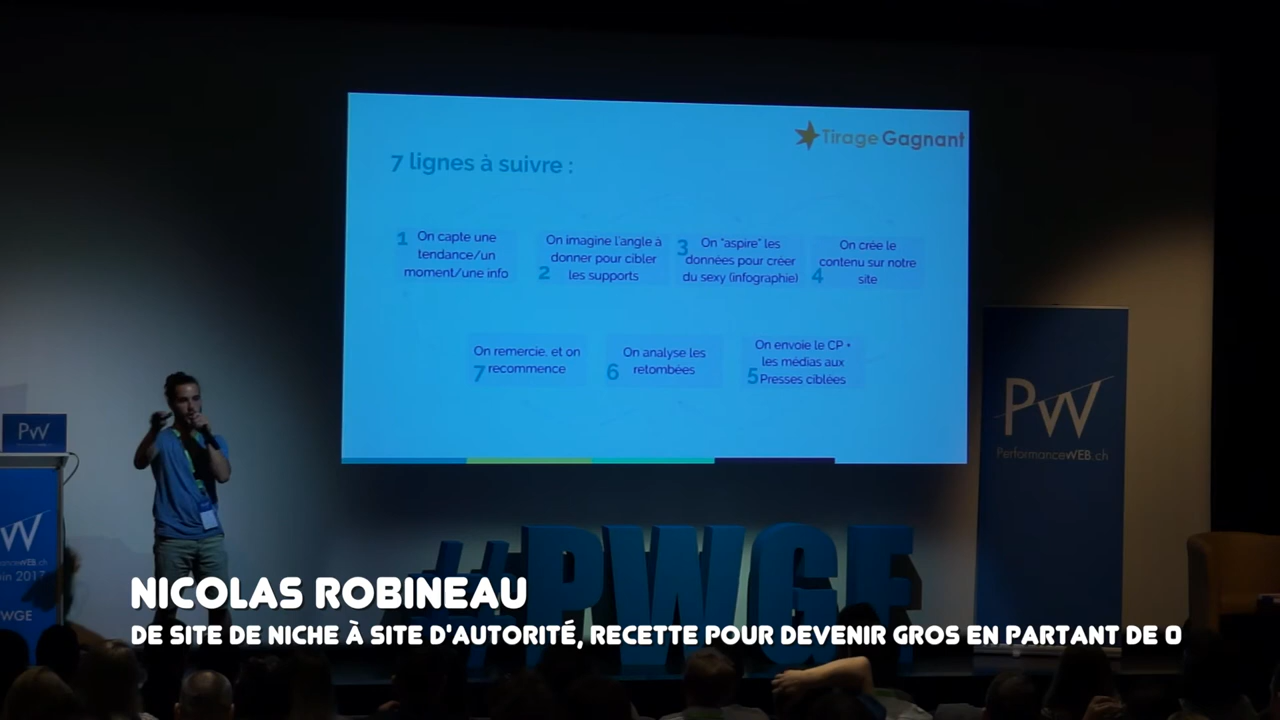 Tirage Gagnant
7 lignes à suivre :
1 On capte une
tendance/un
moment/une info
On imagine l'angle à
donner pour cibler
2 les supports
3 On "aspire" les
données pour créer
du sexy (infographie)
On crée le
contenu sur notre
4 site
On remercie, et on
7 recommence
On analyse les
6 retombées
On envoie le CP +
les médias aux
5 Presses ciblées
PW
PW
PerformanceWEB.ch
W
2017
WGE
#PWGE
NICOLAS ROBINEAU
DE SITE DE NICHE À SITE D'AUTORITÉ, RECETTE POUR DEVENIR GROS EN PARTANT DE 0